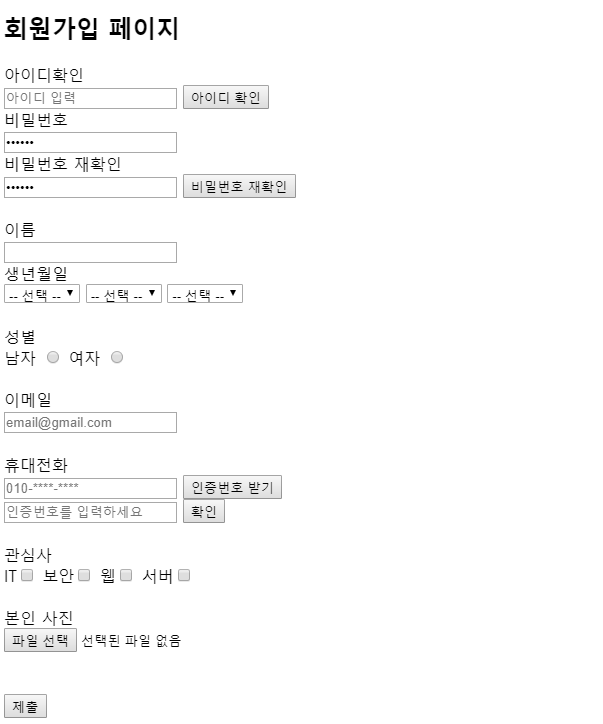 회원가입 페이지
아이디확인
아이디 입력 아이디 확인
비밀번호
••••••
비밀번호 재확인
•••••• 비밀번호 재확인
이름
생년월일
-- 선택 -- -- 선택 -- -- 선택 --
성별
남자 여자
이메일
email@gmail.com
휴대전화
010-****-**** 인증번호 받기
인증번호를 입력하세요 확인
관심사
IT 보안 웹 서버
본인 사진
파일 선택 선택된 파일 없음
제출